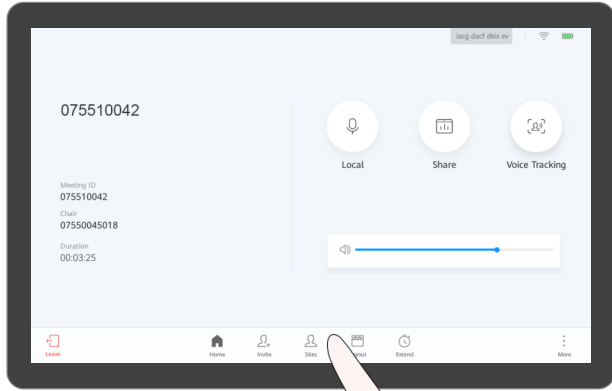 iacg dacf dkix ev
075510042
Local
Share
Voice Tracking
Meeting ID
075510042
Chair
07550045018
Duration
00:03:25
Leave
Home
Invite
Sites
Extend
More